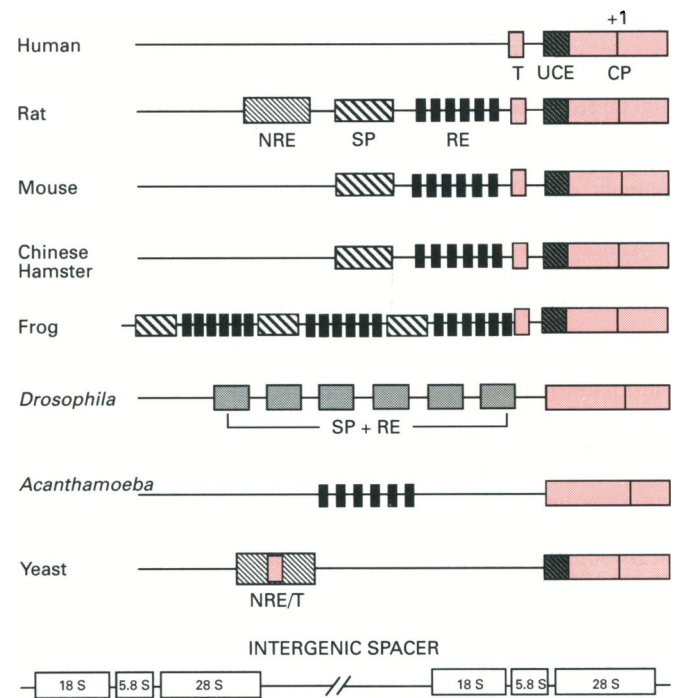 +1
Human
T UCE CP
Rat
NRE SP RE
Mouse
Chinese
Hamster
Frog
Drosophila
SP + RE
Acanthamoeba
Yeast
NRE/T
INTERGENIC SPACER
18 S 5.8 S 28 S 18 S 5.8 S 28 S